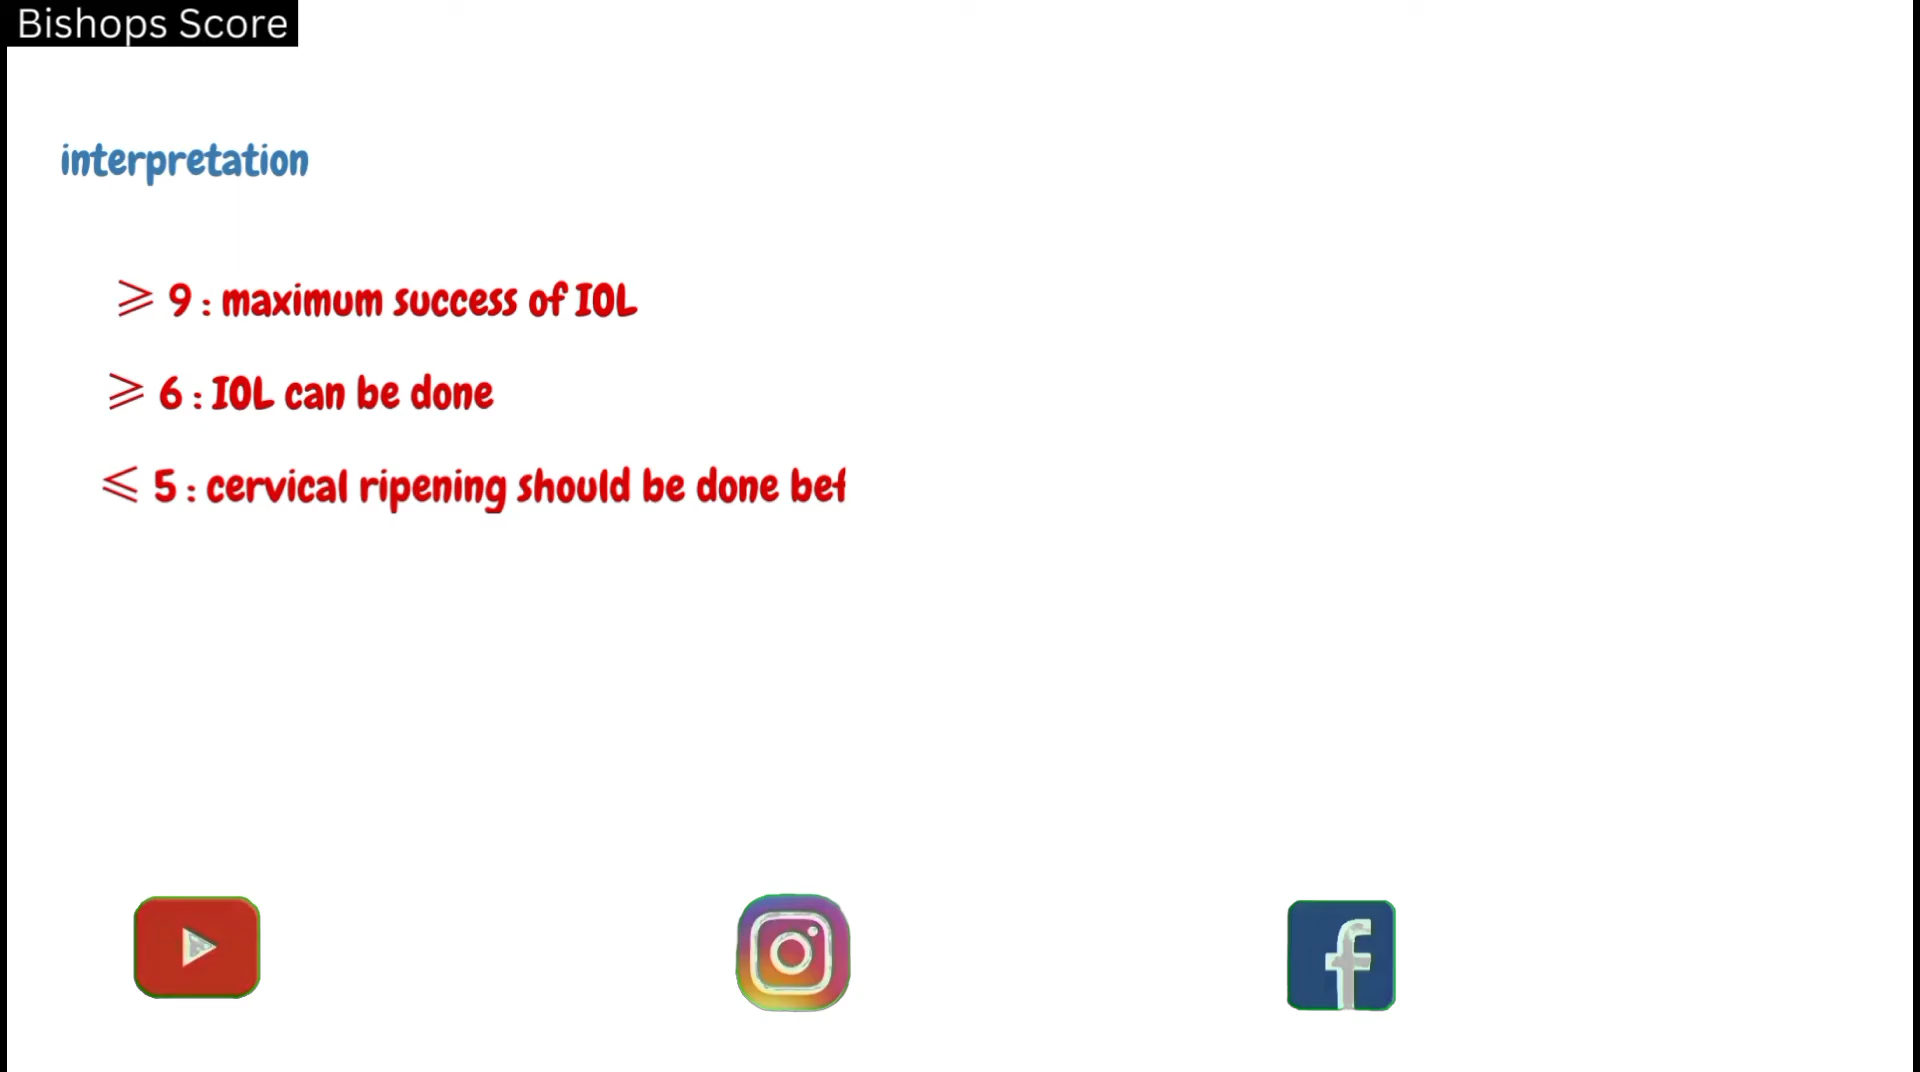 Bishops Score
interpretation
⩾ 9 : maximum success of IOL
⩾ 6 : IOL can be done
⩽ 5 : cervical ripening should be done bef